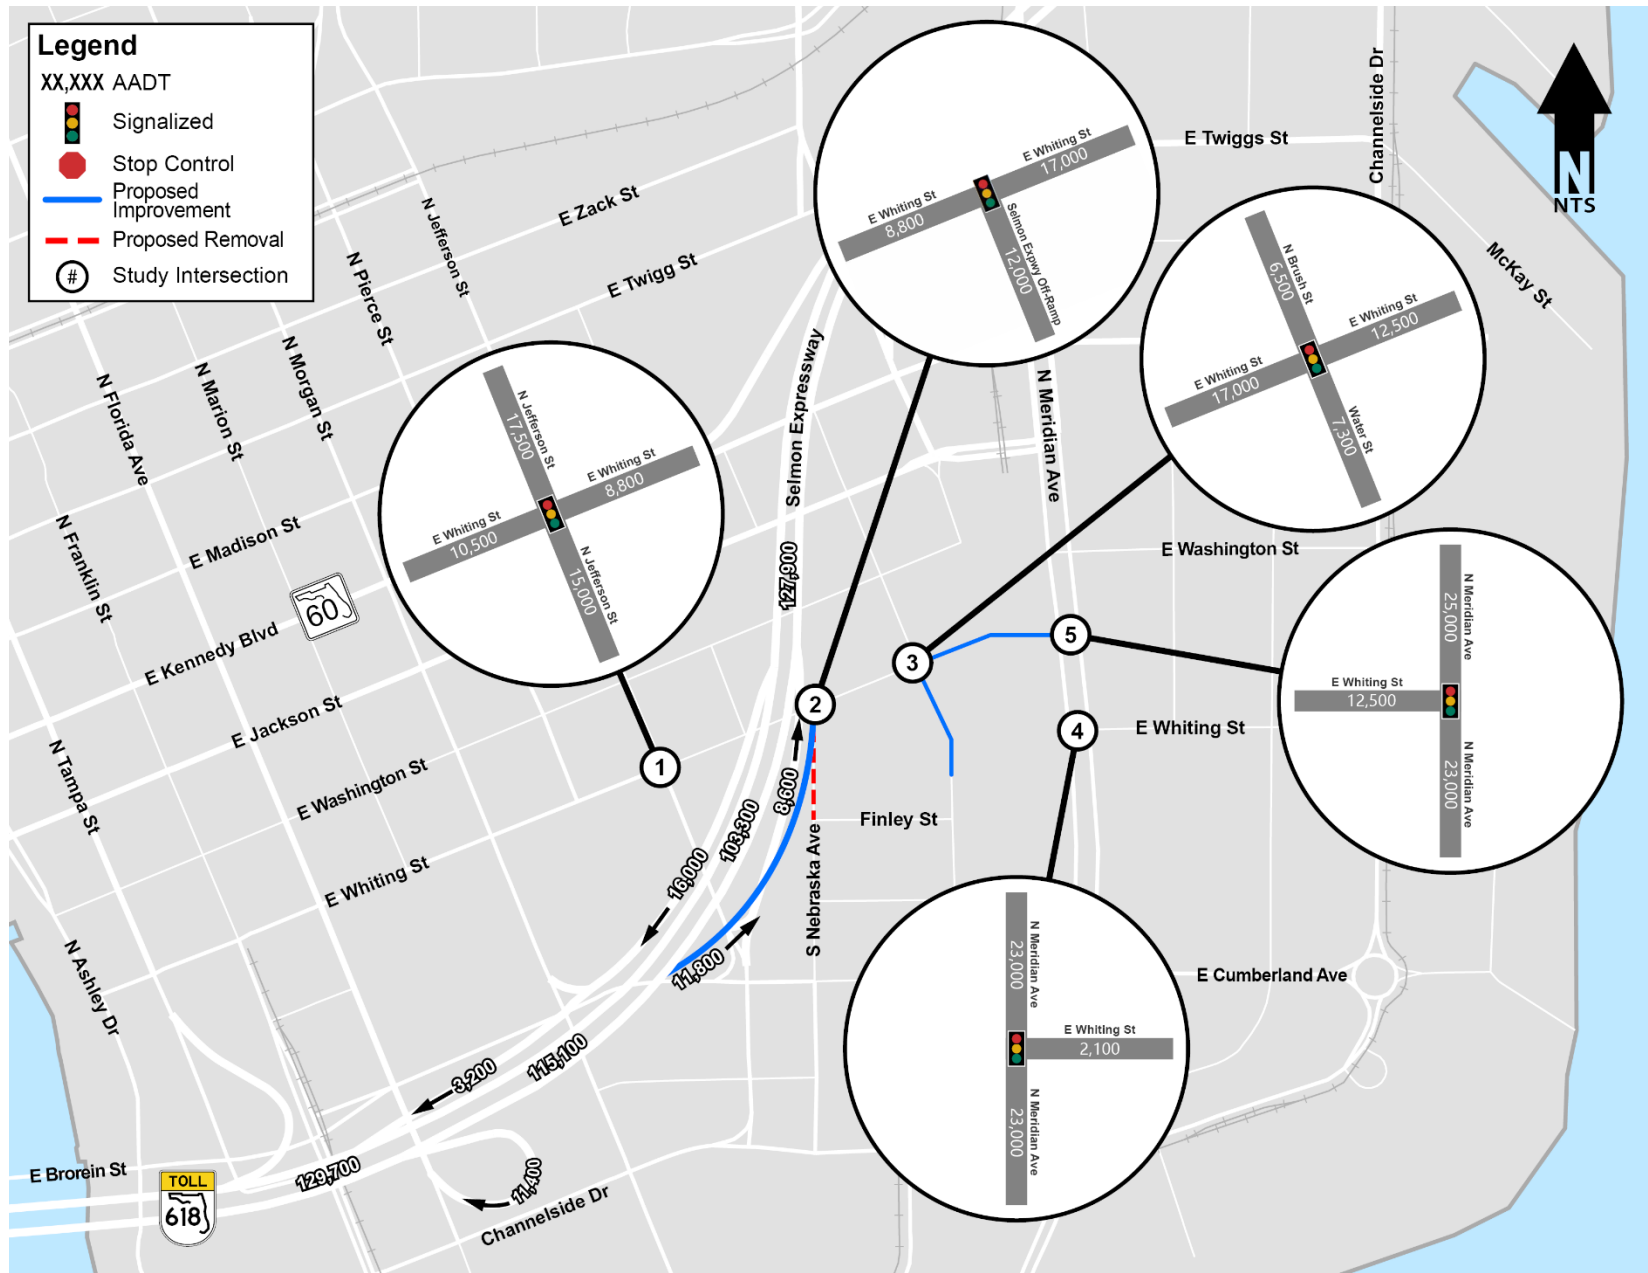 Legend
XX,XXX AADT
Signalized
Stop Control
Proposed
Improvement
Proposed Removal
# Study Intersection
N
NTS
E Zack St
E Twigg St
E Twiggs St
Channelside Dr
McKay St
N Jefferson St
N Pierce St
N Morgan St
N Marion St
N Florida Ave
N Franklin St
N Tampa St
N Ashley Dr
E Madison St
60
E Kennedy Blvd
E Jackson St
E Washington St
E Whiting St
E Brorein St
TOLL
618
Channelside Dr
Selmon Expressway
N Meridian Ave
E Washington St
E Whiting St
Finley St
S Nebraska Ave
E Cumberland Ave
127,900
103,300
8,600
16,000
11,800
115,100
3,200
129,700
11,400
1
2
3
4
5
N Jefferson St
17,500
E Whiting St
8,800
E Whiting St
10,500
N Jefferson St
15,000
E Whiting St
17,000
E Whiting St
8,800
Selmon Expwy Off-Ramp
12,000
N Brush St
6,500
E Whiting St
12,500
E Whiting St
17,000
Water St
7,300
N Meridian Ave
25,000
E Whiting St
12,500
N Meridian Ave
23,000
N Meridian Ave
23,000
E Whiting St
2,100
N Meridian Ave
23,000